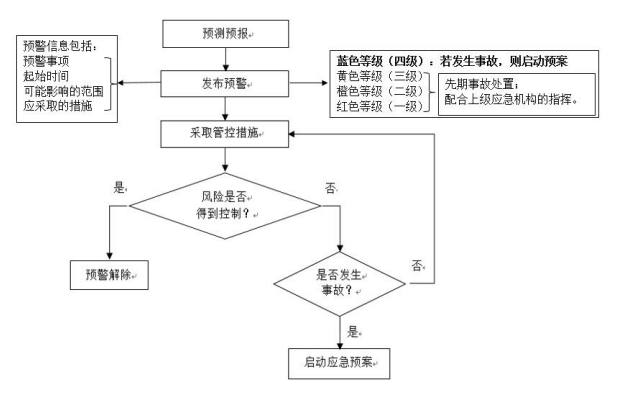 预测预报
预警信息包括：
预警事项
起始时间
可能影响的范围
应采取的措施
发布预警
蓝色等级（四级）：若发生事故，则启动预案
黄色等级（三级）
橙色等级（二级）
红色等级（一级）
先期事故处置；
配合上级应急机构的指挥。
采取管控措施
是
风险是否
得到控制？
否
预警解除
是否发生
事故？
否
是
启动应急预案